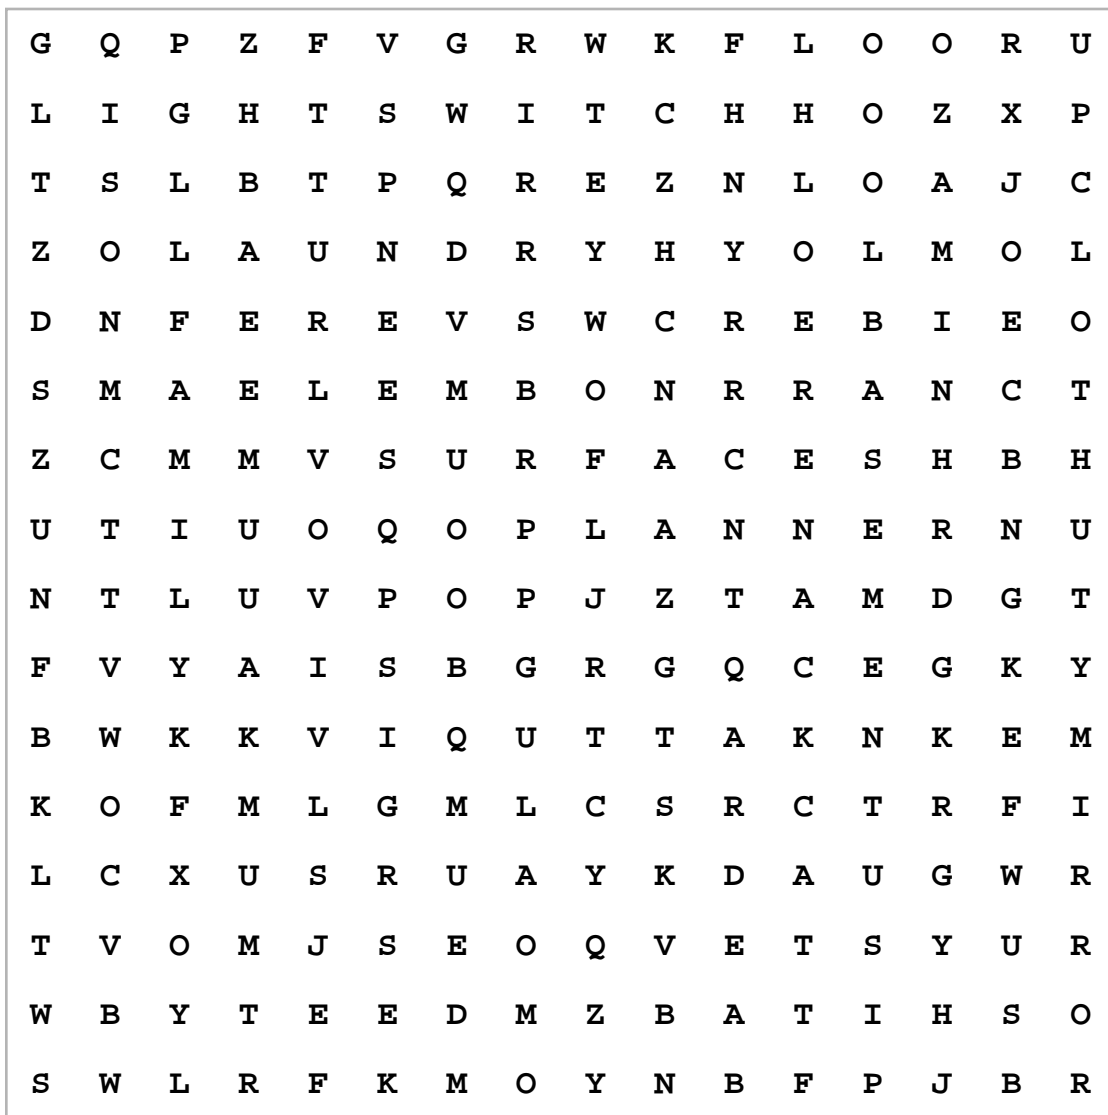 G Q P Z F V G R W K F L O O R U
L I G H T S W I T C H H O Z X P
T S L B T P Q R E Z N L O A J C
Z O L A U N D R Y H Y O L M O L
D N F E R E V S W C R E B I E O
S M A E L E M B O N R R A N C T
Z C M M V S U R F A C E S H B H
U T I U O Q O P L A N N E R N U
N T L U V P O P J Z T A M D G T
F V Y A I S B G R G Q C E G K Y
B W K K V I Q U T T A K N K E M
K O F M L G M L C S R C T R F I
L C X U S R U A Y K D A U G W R
T V O M J S E O Q V E T S Y U R
W B Y T E E D M Z B A T I H S O
S W L R F K M O Y N B F P J B R